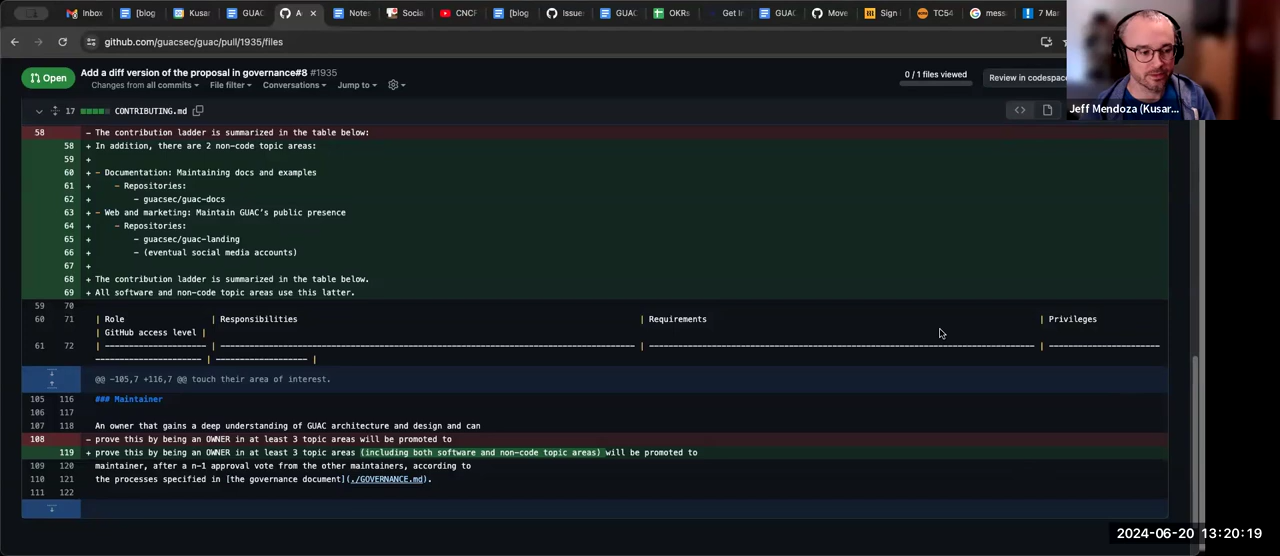 Inbox [blog Kusar GUAC A Notes Social CNCF [blog Issue GUAC OKRs Get In GUAC Move Sign i TC54 mess 7 Mar
github.com/guacsec/guac/pull/1935/files
Open
Add a diff version of the proposal in governance#8 #1935
Changes from all commits File filter Conversations Jump to
0 / 1 files viewed
Review in codespace
Jeff Mendoza (Kusar...
17 CONTRIBUTING.md
58 - The contribution ladder is summarized in the table below:
58 + In addition, there are 2 non-code topic areas:
59 +
60 + - Documentation: Maintaining docs and examples
61 + - Repositories:
62 + - guacsec/guac-docs
63 + - Web and marketing: Maintain GUAC's public presence
64 + - Repositories:
65 + - guacsec/guac-landing
66 + - (eventual social media accounts)
67 +
68 + The contribution ladder is summarized in the table below.
69 + All software and non-code topic areas use this latter.
59 70
60 71 | Role | Responsibilities | Requirements | Privileges
| GitHub access level |
61 72
@@ -105,7 +116,7 @@ touch their area of interest.
105 116 ### Maintainer
106 117
107 118 An owner that gains a deep understanding of GUAC architecture and design and can
108 - prove this by being an OWNER in at least 3 topic areas will be promoted to
119 + prove this by being an OWNER in at least 3 topic areas (including both software and non-code topic areas) will be promoted to
109 120 maintainer, after a n-1 approval vote from the other maintainers, according to
110 121 the processes specified in [the governance document](./GOVERNANCE.md).
111 122
2024-06-20 13:20:19